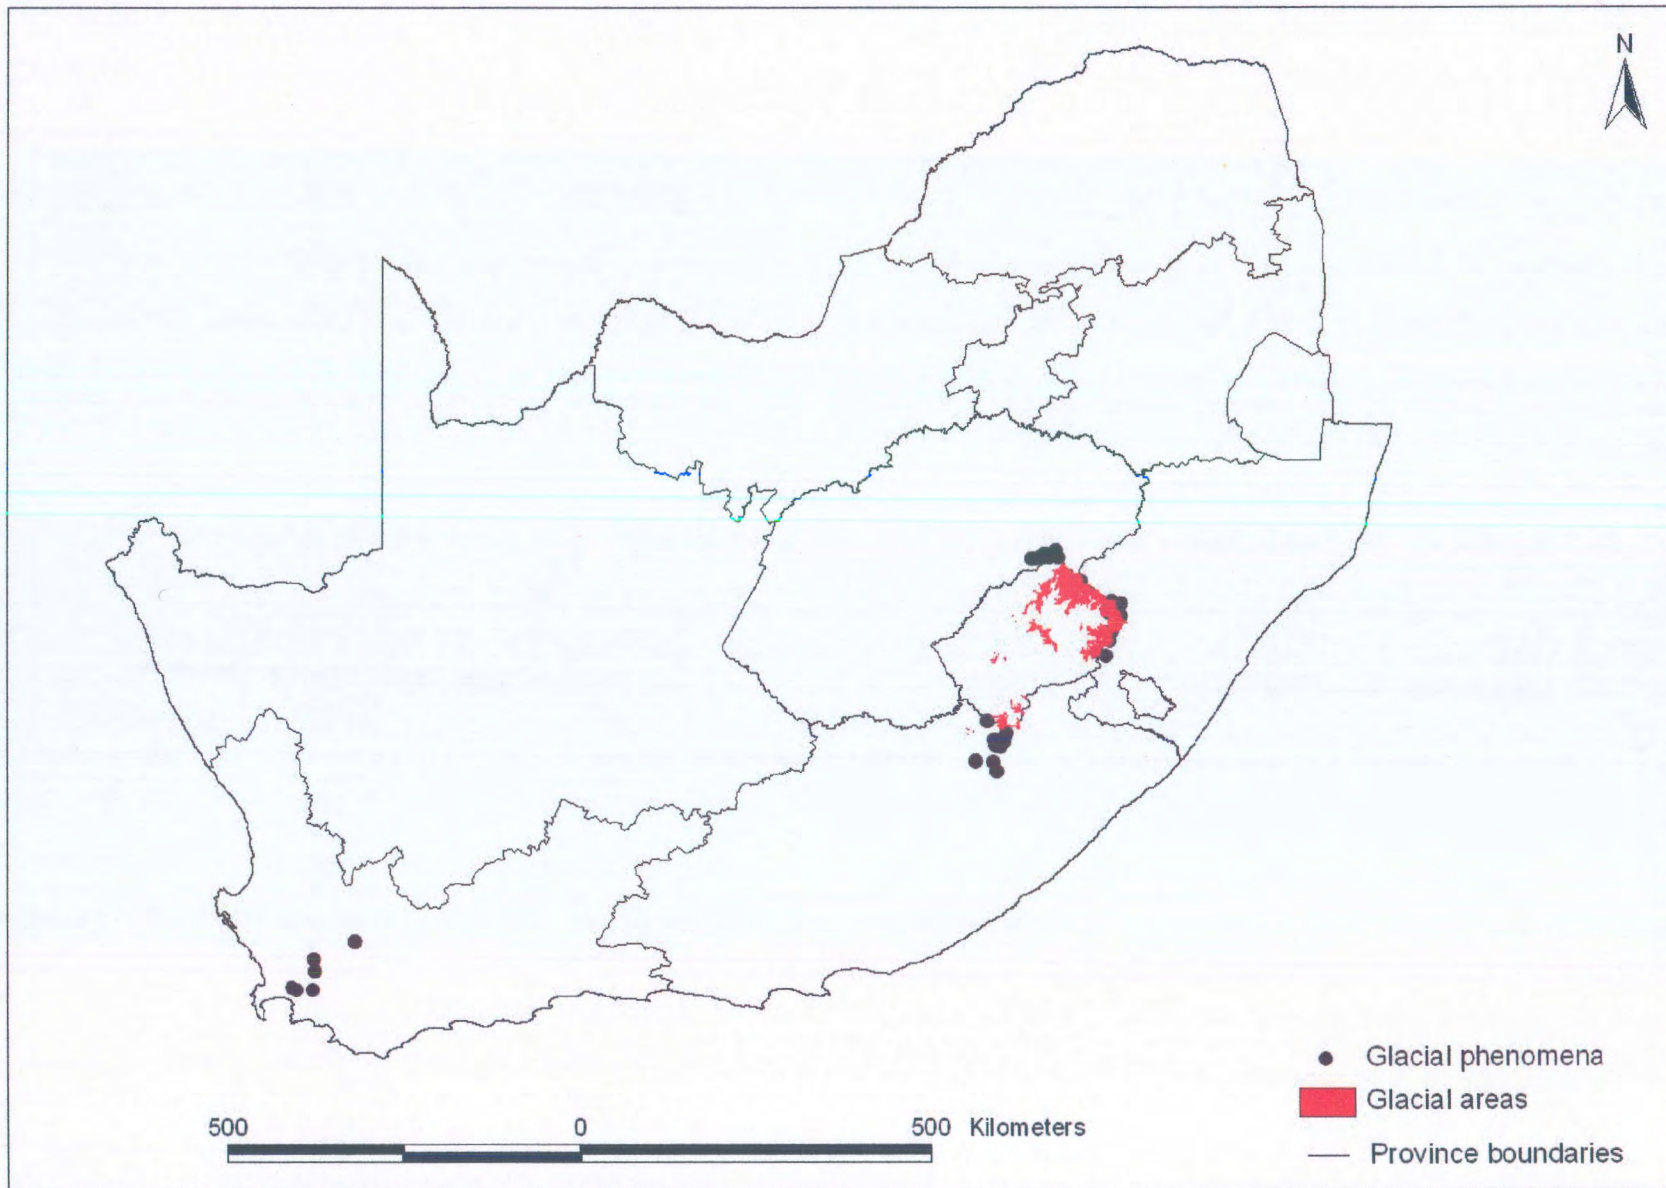 N
Glacial phenomena
Glacial areas
500 0 500 Kilometers
Province boundaries